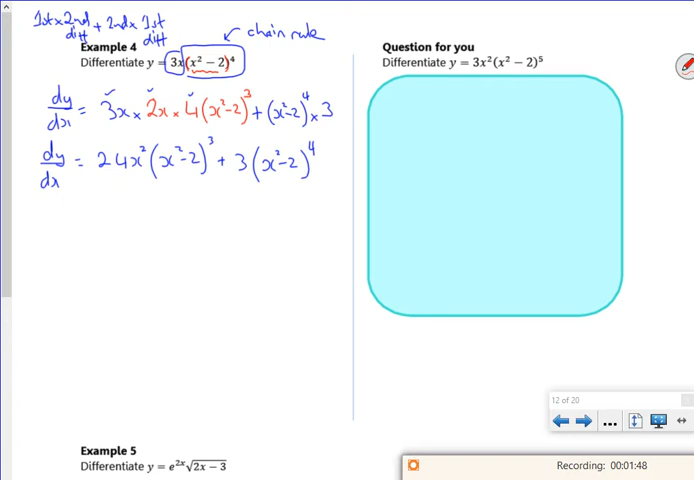 1st x 2nd diff + 2nd x 1st diff
chain rule
Example 4
Differentiate y = 3x(x² − 2)⁴
dy/dx = 3x × 2x × 4(x²-2)³ + (x²-2)⁴ × 3
dy/dx = 24x²(x²-2)³ + 3(x²-2)⁴
Question for you
Differentiate y = 3x²(x² − 2)⁵
12 of 20
...
Example 5
Differentiate y = e²ˣ√(2x − 3)
Recording: 00:01:48